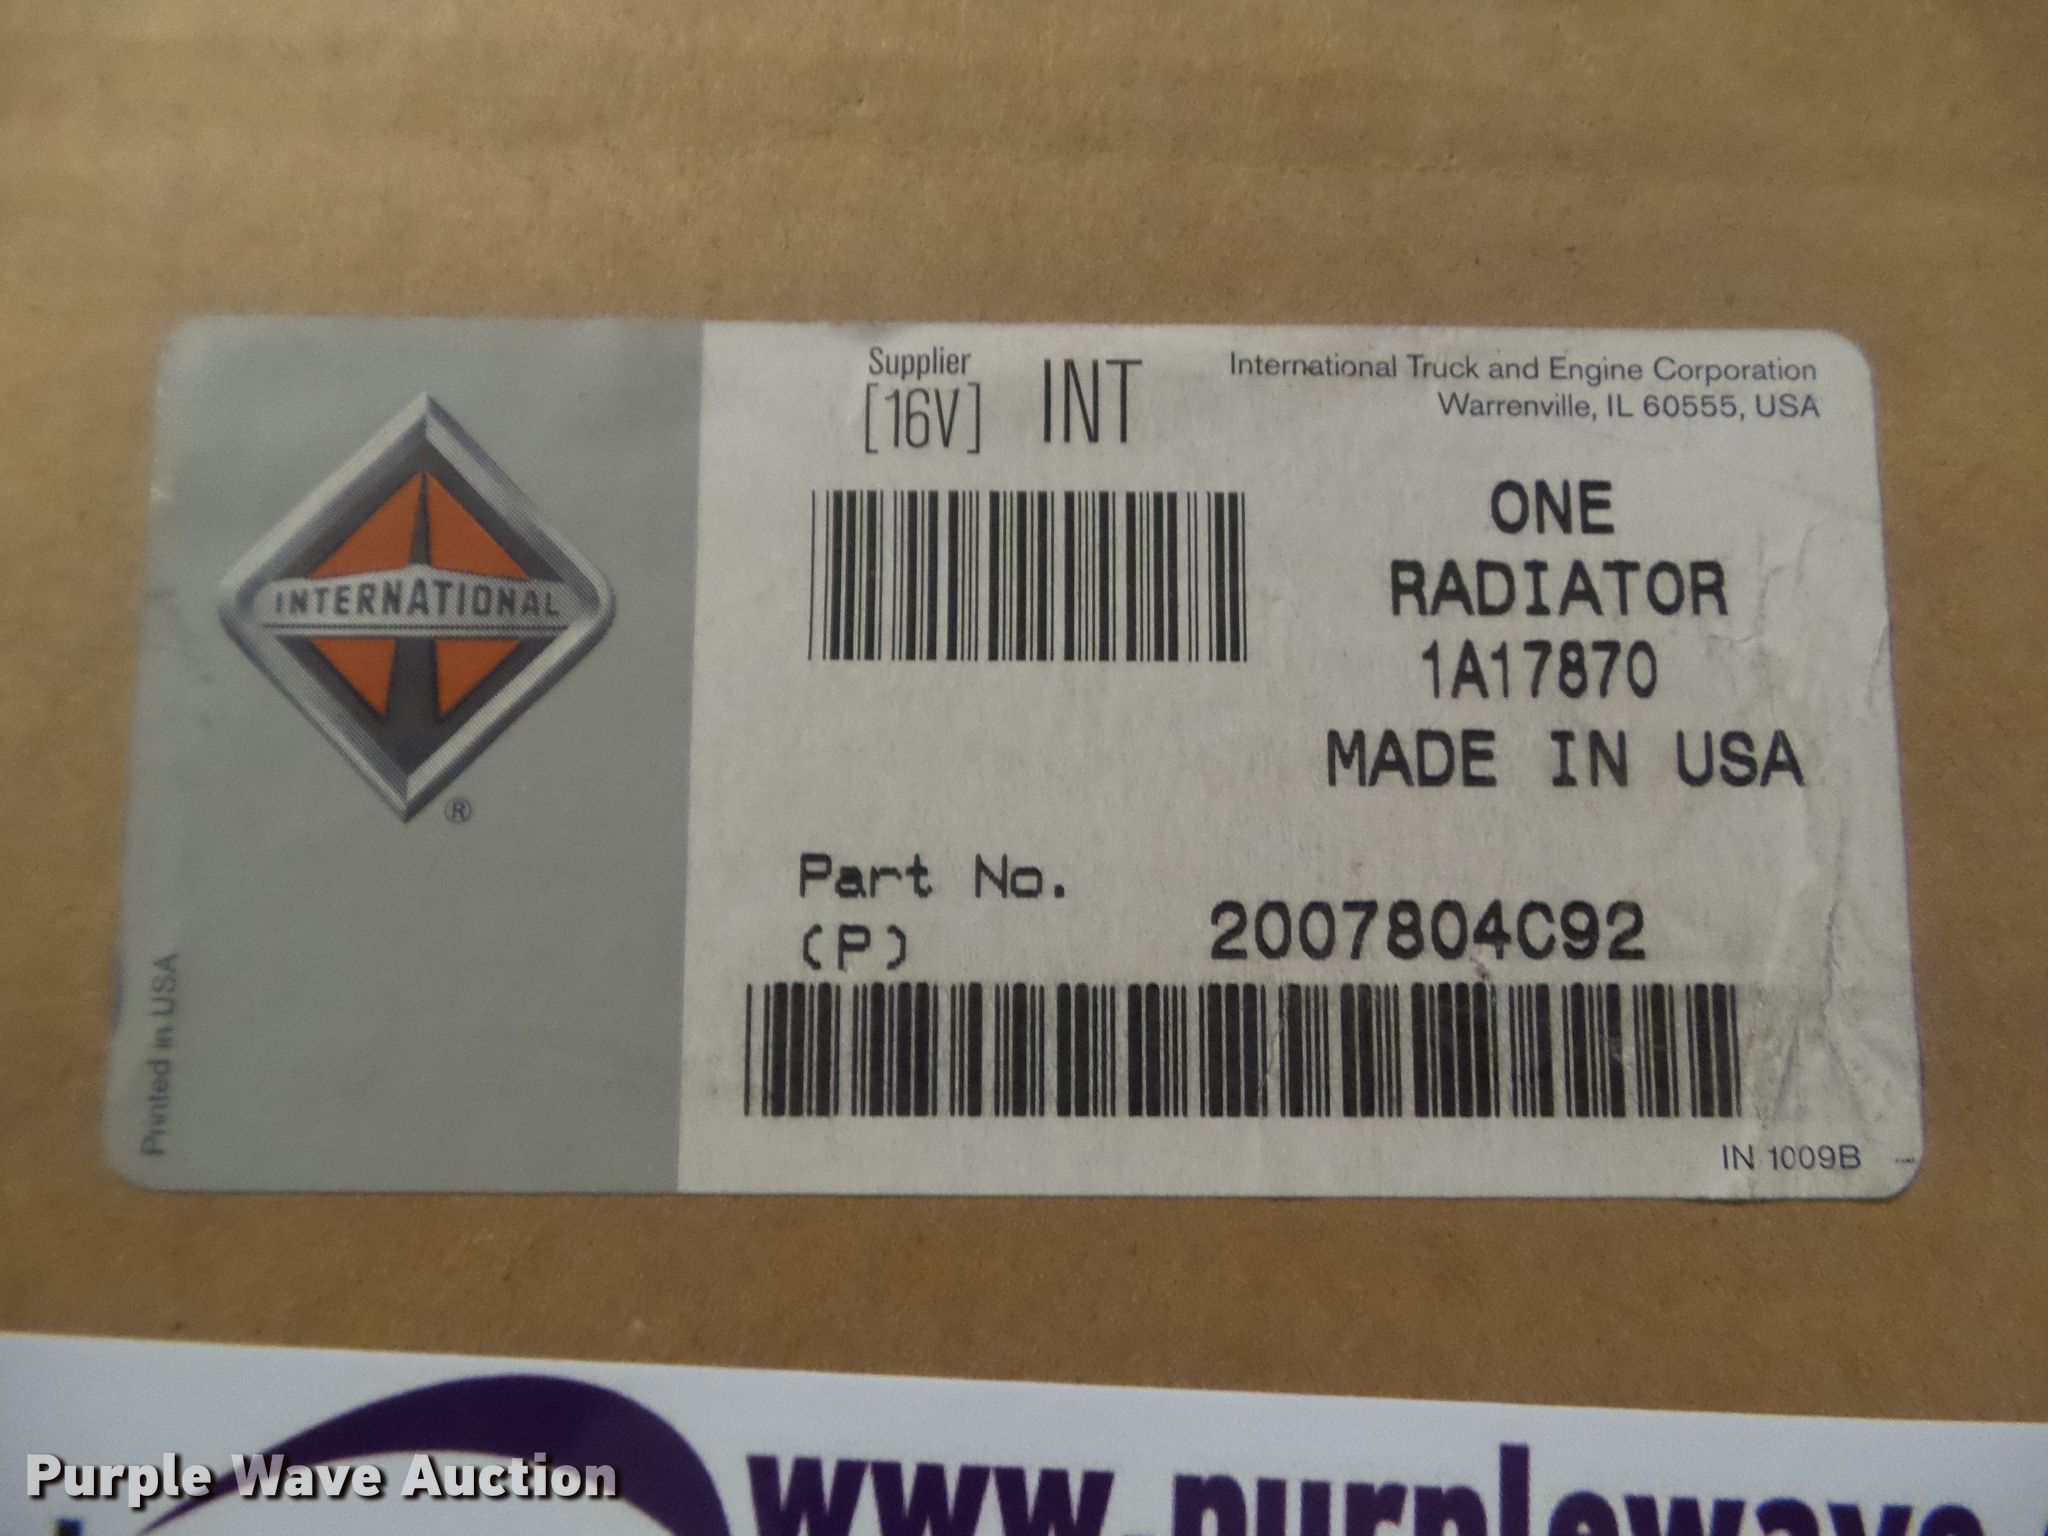 Supplier
[16V] INT
International Truck and Engine Corporation
Warrenville, IL 60555, USA
INTERNATIONAL
®
ONE
RADIATOR
1A17870
MADE IN USA
Part No.
(P) 2007804C92
IN 1009B
Printed in USA
Purple Wave Auction
www.purplewave.